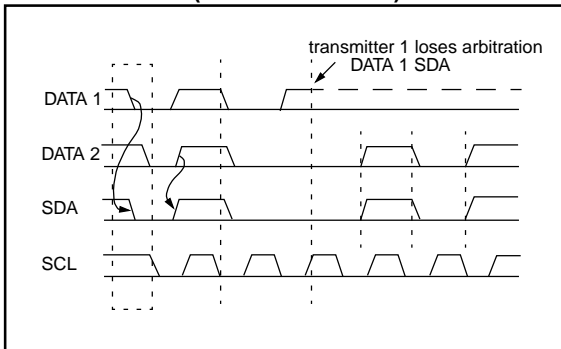 transmitter 1 loses arbitration
DATA 1 SDA
DATA 1
DATA 2
SDA
SCL